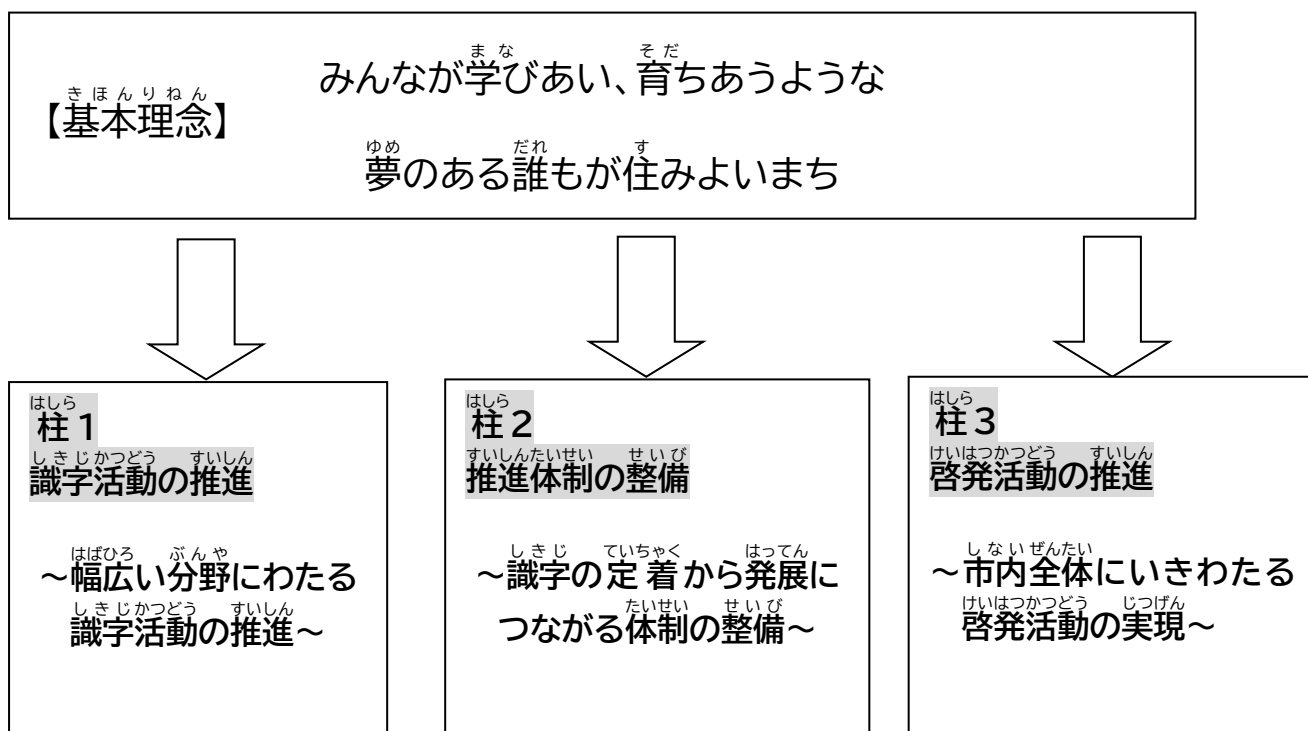 みんなが学びあい、育ちあうような
【基本理念】
夢のある誰もが住みよいまち
柱1
識字活動の推進
～幅広い分野にわたる
識字活動の推進～
柱2
推進体制の整備
～識字の定着から発展に
つながる体制の整備～
柱3
啓発活動の推進
～市内全体にいきわたる
啓発活動の実現～